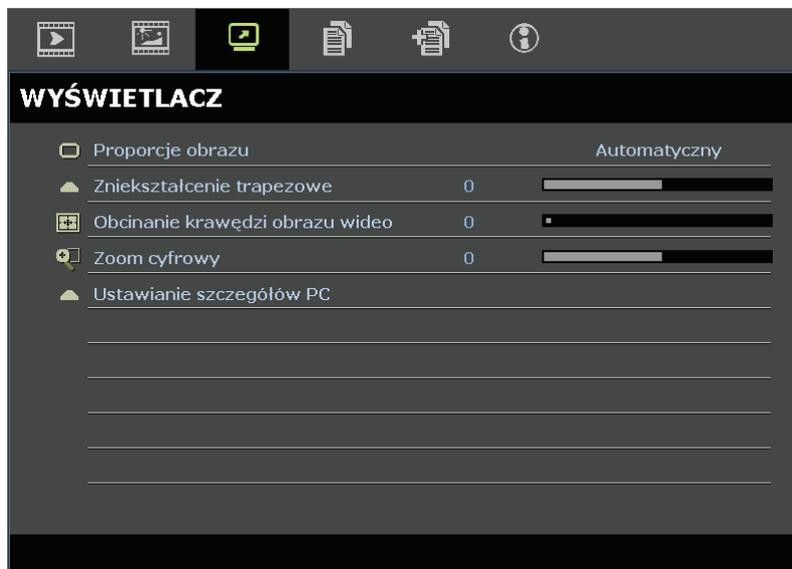 WYŚWIETLACZ
Proporcje obrazu Automatyczny
Zniekształcenie trapezowe 0
Obcinanie krawędzi obrazu wideo 0
Zoom cyfrowy 0
Ustawianie szczegółów PC